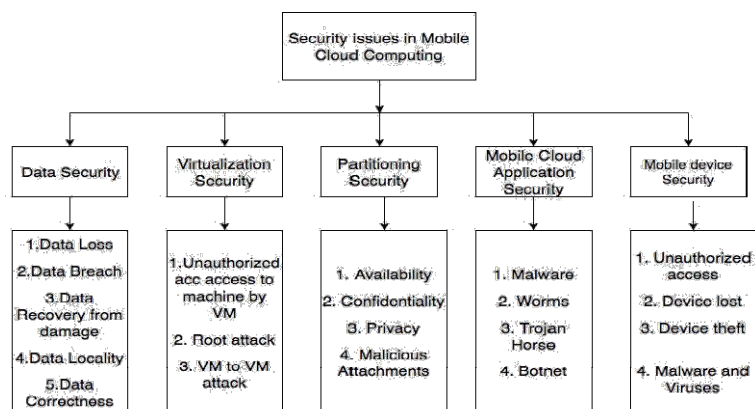 Security issues in Mobile
Cloud Computing
Data Security
Virtualization
Security
Partitioning
Security
Mobile Cloud
Application
Security
Mobile device
Security
1.Data Loss
2.Data Breach
3.Data
Recovery from
damage
4.Data Locality
5.Data
Correctness
1.Unauthorized
acc access to
machine by
VM
2. Root attack
3. VM to VM
attack
1. Availability
2. Confidentiality
3. Privacy
4. Malicious
Attachments
1. Malware
2. Worms
3. Trojan
Horse
4. Botnet
1. Unauthorized
access
2. Device lost
3. Device theft
4. Malware and
Viruses